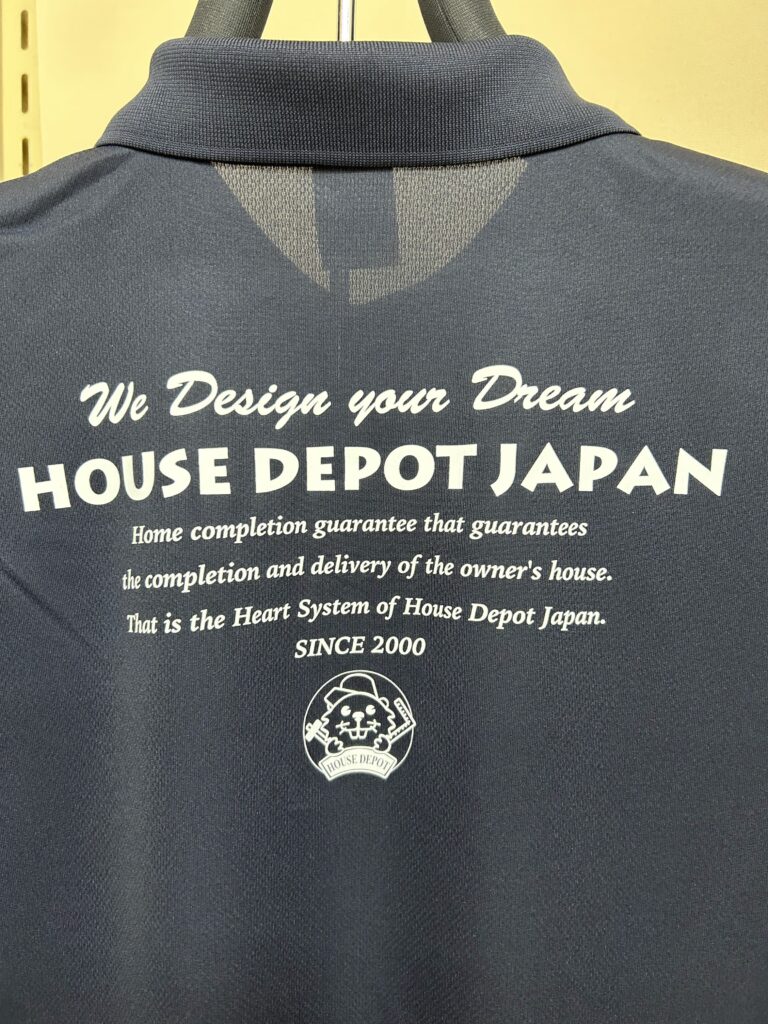 We Design your Dream
HOUSE DEPOT JAPAN
Home completion guarantee that guarantees
the completion and delivery of the owner's house.
That is the Heart System of House Depot Japan.
SINCE 2000
HOUSE DEPOT